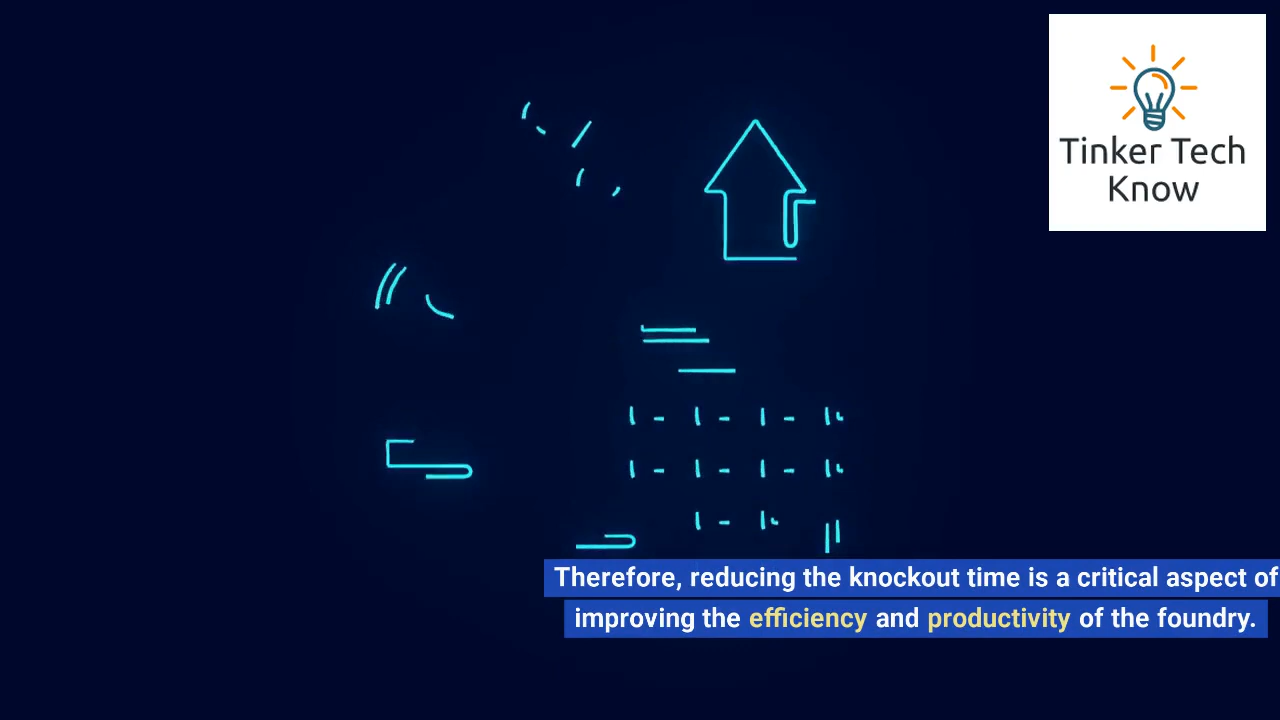 Tinker Tech
Know
Therefore, reducing the knockout time is a critical aspect of
improving the efficiency and productivity of the foundry.